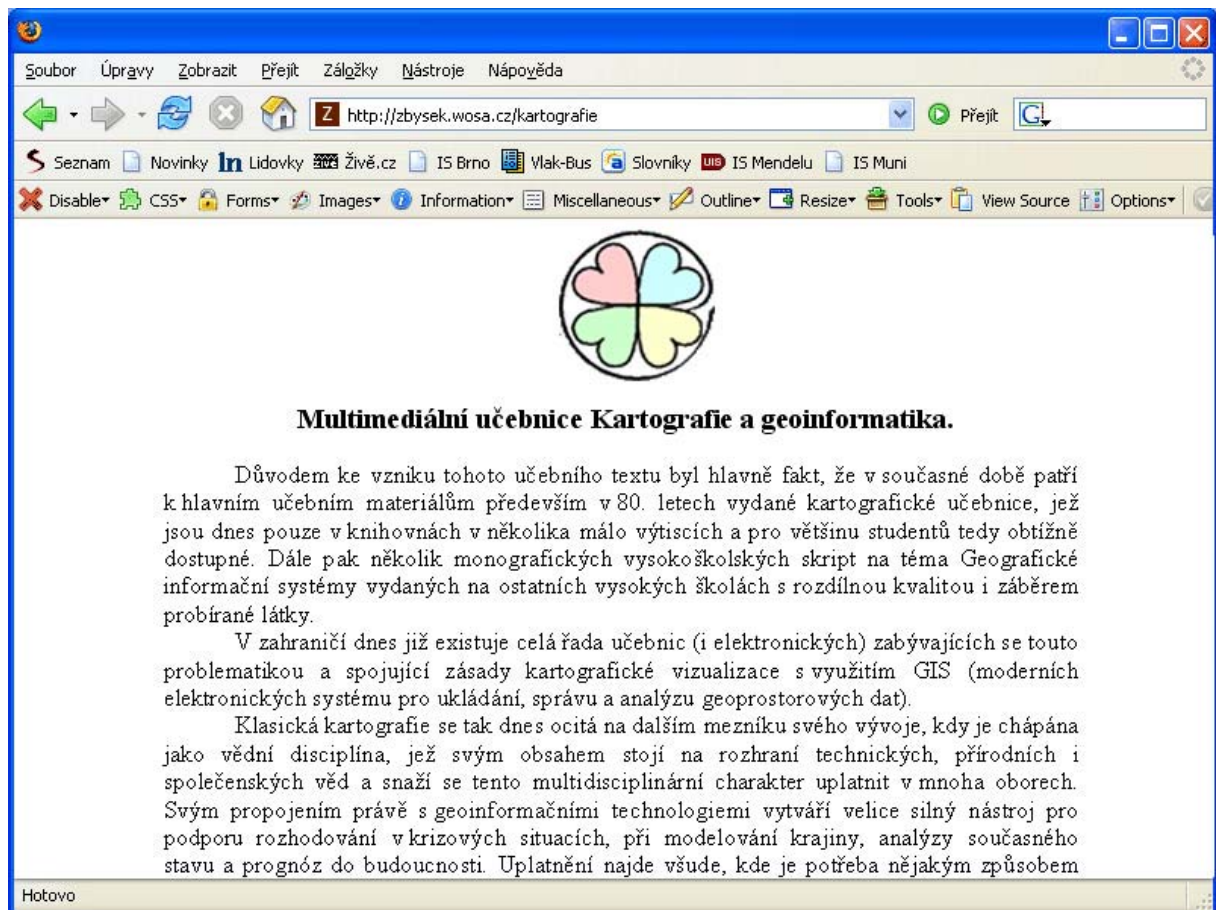 Soubor Úpravy Zobrazit Přejít Záložky Nástroje Nápověda
Z http://zbysek.wosa.cz/kartografie Přejít G
S Seznam Novinky ln Lidovky Živě.cz IS Brno Vlak-Bus Slovníky UIS IS Mendelu IS Muni
Disable CSS Forms Images Information Miscellaneous Outline Resize Tools View Source Options
Multimediální učebnice Kartografie a geoinformatika.
Důvodem ke vzniku tohoto učebního textu byl hlavně fakt, že v současné době patří
k hlavním učebním materiálům především v 80. letech vydané kartografické učebnice, jež
jsou dnes pouze v knihovnách v několika málo výtiscích a pro většinu studentů tedy obtížně
dostupné. Dále pak několik monografických vysokoškolských skript na téma Geografické
informační systémy vydaných na ostatních vysokých školách s rozdílnou kvalitou i záběrem
probírané látky.
V zahraničí dnes již existuje celá řada učebnic (i elektronických) zabývajících se touto
problematikou a spojující zásady kartografické vizualizace s využitím GIS (moderních
elektronických systému pro ukládání, správu a analýzu geoprostorových dat).
Klasická kartografie se tak dnes ocitá na dalším mezníku svého vývoje, kdy je chápána
jako vědní disciplína, jež svým obsahem stojí na rozhraní technických, přírodních i
společenských věd a snaží se tento multidisciplinární charakter uplatnit v mnoha oborech.
Svým propojením právě s geoinformačními technologiemi vytváří velice silný nástroj pro
podporu rozhodování v krizových situacích, při modelování krajiny, analýzy současného
stavu a prognóz do budoucnosti. Uplatnění najde všude, kde je potřeba nějakým způsobem
Hotovo